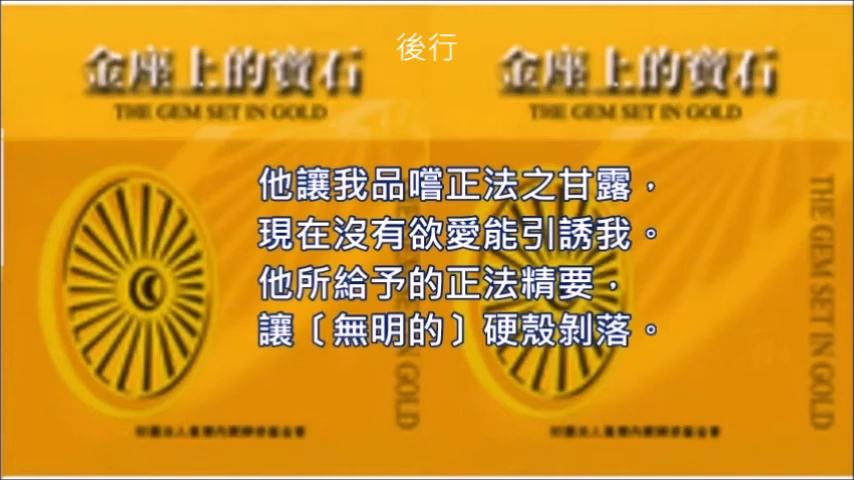 後行
金座上的寶石
THE GEM SET IN GOLD
金座上的寶石
THE GEM SET IN GOLD
他讓我品嚐正法之甘露，
現在沒有欲愛能引誘我。
他所給予的正法精要，
讓〔無明的〕硬殼剝落。
THE GEM SET IN GOLD